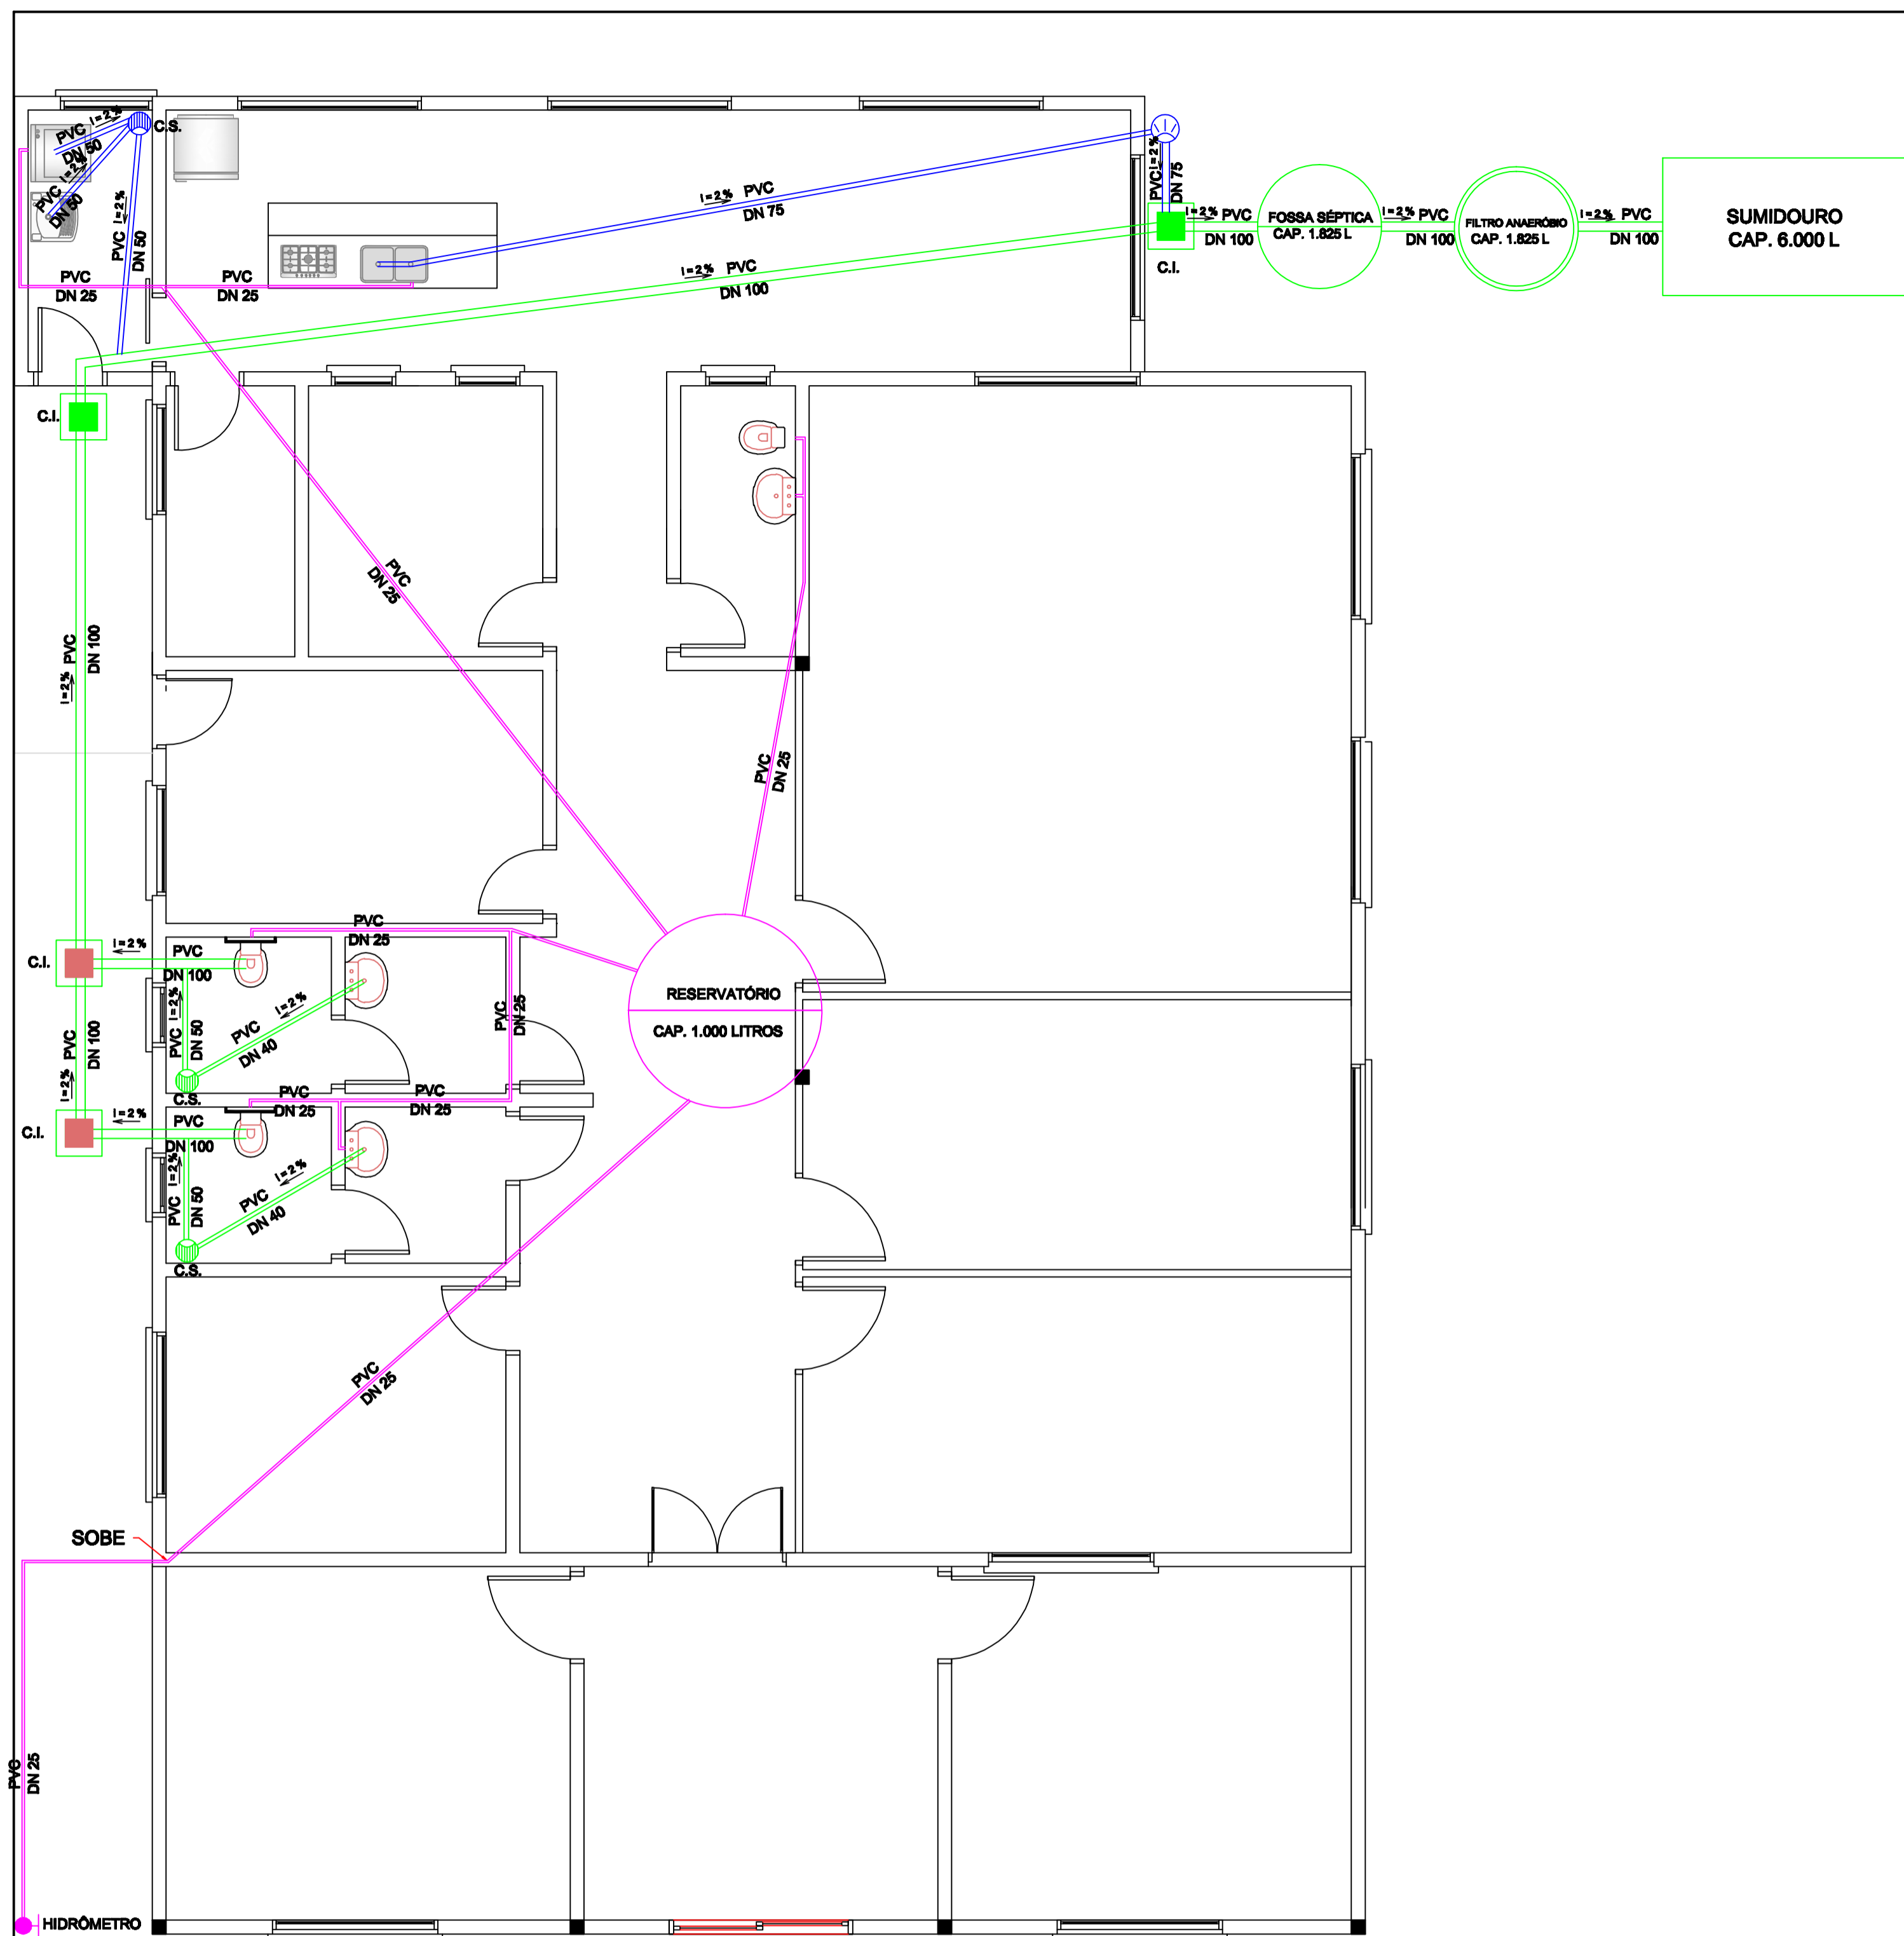 I = 2 %
PVC
DN 50
C.S.
I = 2 %
PVC
DN 50
I = 2 %
PVC
DN 50
PVC
DN 25
PVC
DN 25
I = 2 % PVC
DN 75
I = 2 %
PVC
DN 75
I = 2 % PVC
DN 100
C.I.
I = 2 % PVC
DN 100
FOSSA SÉPTICA
CAP. 1.825 L
I = 2 % PVC
DN 100
FILTRO ANAERÓBIO
CAP. 1.825 L
I = 2 % PVC
DN 100
SUMIDOURO
CAP. 6.000 L
C.I.
PVC
DN 25
I = 2 % PVC
DN 100
PVC
DN 25
PVC
DN 25
C.I.
I = 2 %
PVC
DN 100
I = 2 %
PVC
DN 50
I = 2 %
PVC
DN 40
C.S.
PVC
DN 25
RESERVATÓRIO
CAP. 1.000 LITROS
I = 2 % PVC
DN 100
PVC
DN 25
PVC
DN 25
C.I.
I = 2 %
PVC
DN 100
I = 2 %
PVC
DN 50
I = 2 %
PVC
DN 40
C.S.
PVC
DN 25
SOBE
PVC
DN 25
HIDRÔMETRO